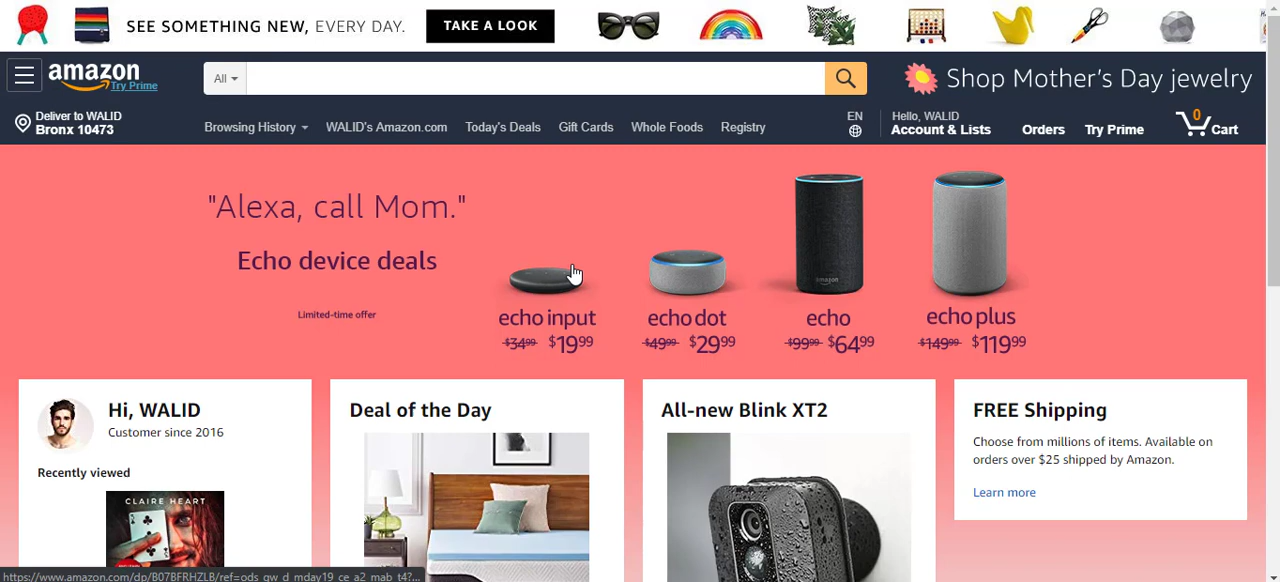 SEE SOMETHING NEW, EVERY DAY. TAKE A LOOK
amazon
Try Prime
All
Shop Mother's Day jewelry
Deliver to WALID
Bronx 10473
Browsing History WALID's Amazon.com Today's Deals Gift Cards Whole Foods Registry
EN
Hello, WALID
Account & Lists
Orders
Try Prime
0
Cart
"Alexa, call Mom."
Echo device deals
Limited-time offer
amazon
echo input
$34.99 $19.99
echo dot
$49.99 $29.99
echo
$99.99 $64.99
echo plus
$149.99 $119.99
Hi, WALID
Customer since 2016
Recently viewed
CLAIRE HEART
Deal of the Day
All-new Blink XT2
FREE Shipping
Choose from millions of items. Available on
orders over $25 shipped by Amazon.
Learn more
https://www.amazon.com/dp/B07BFRHZLB/ref=ods_gw_d_mday19_ce_a2_mab_t4?...